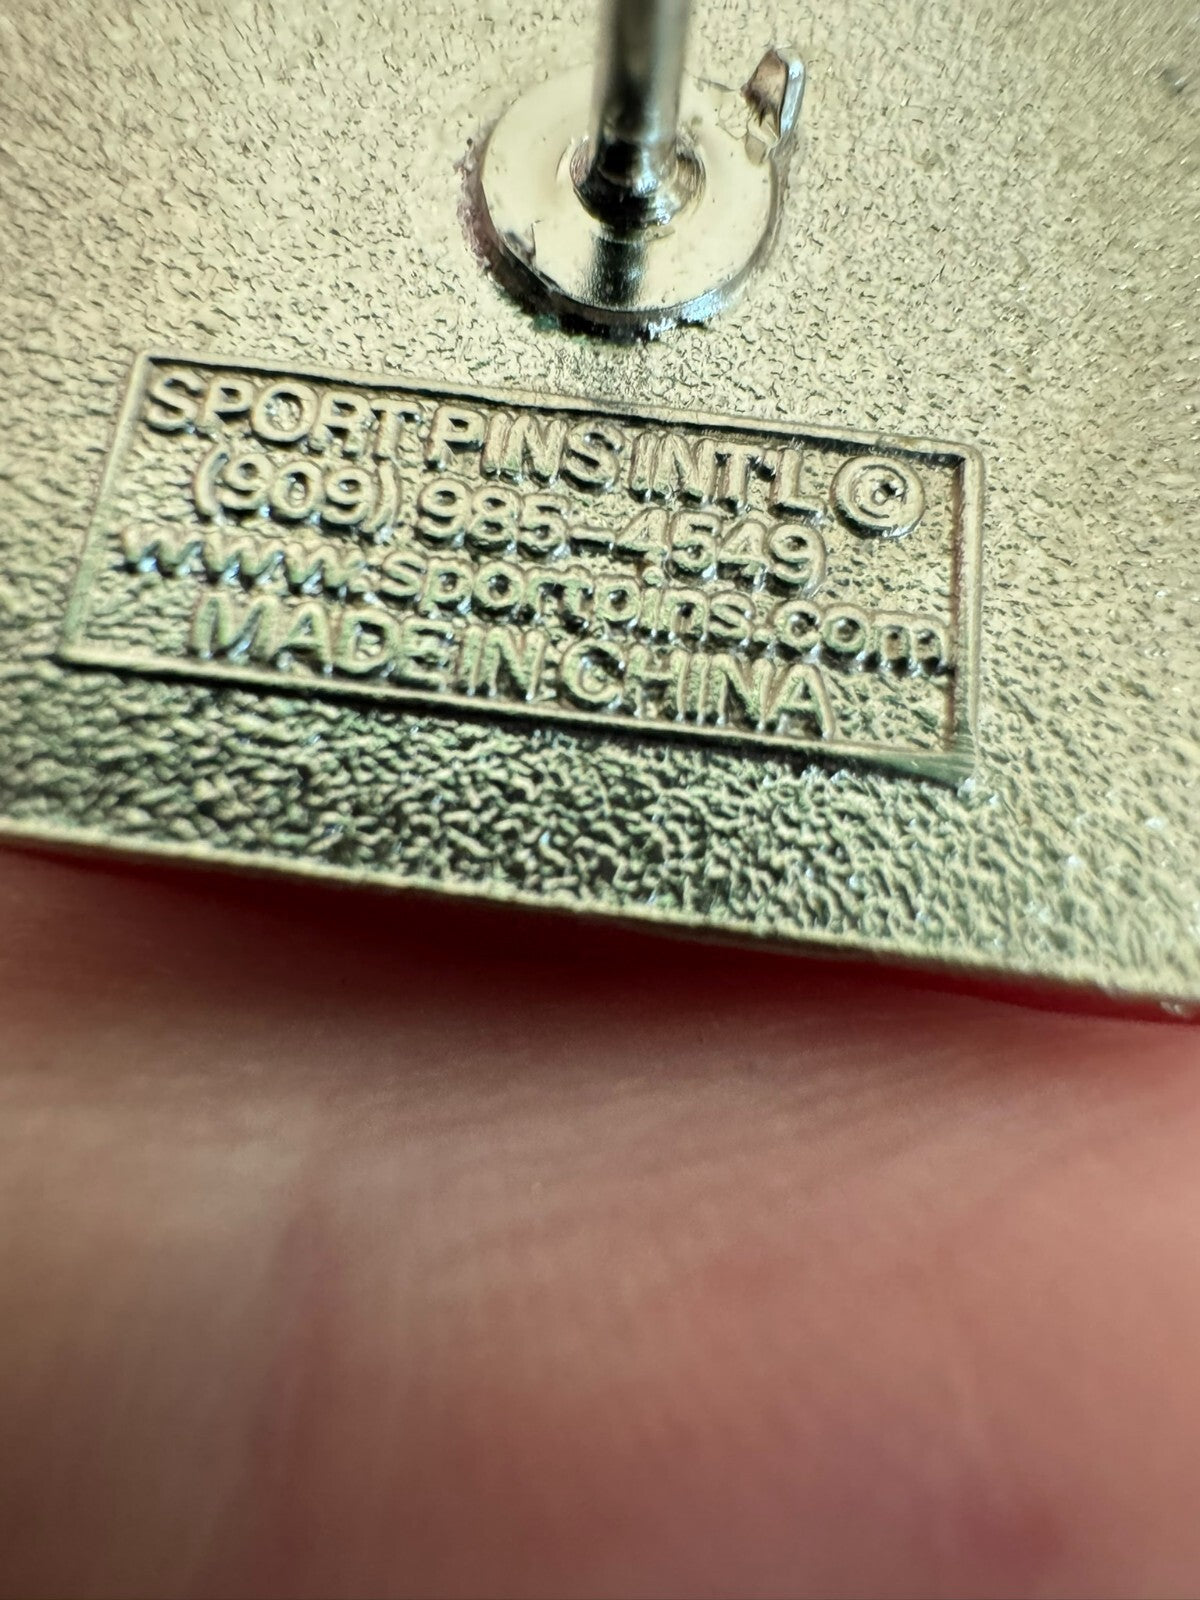 SPORT PINS INT'L ©
(909) 985-4549
www.sportpins.com
MADE IN CHINA